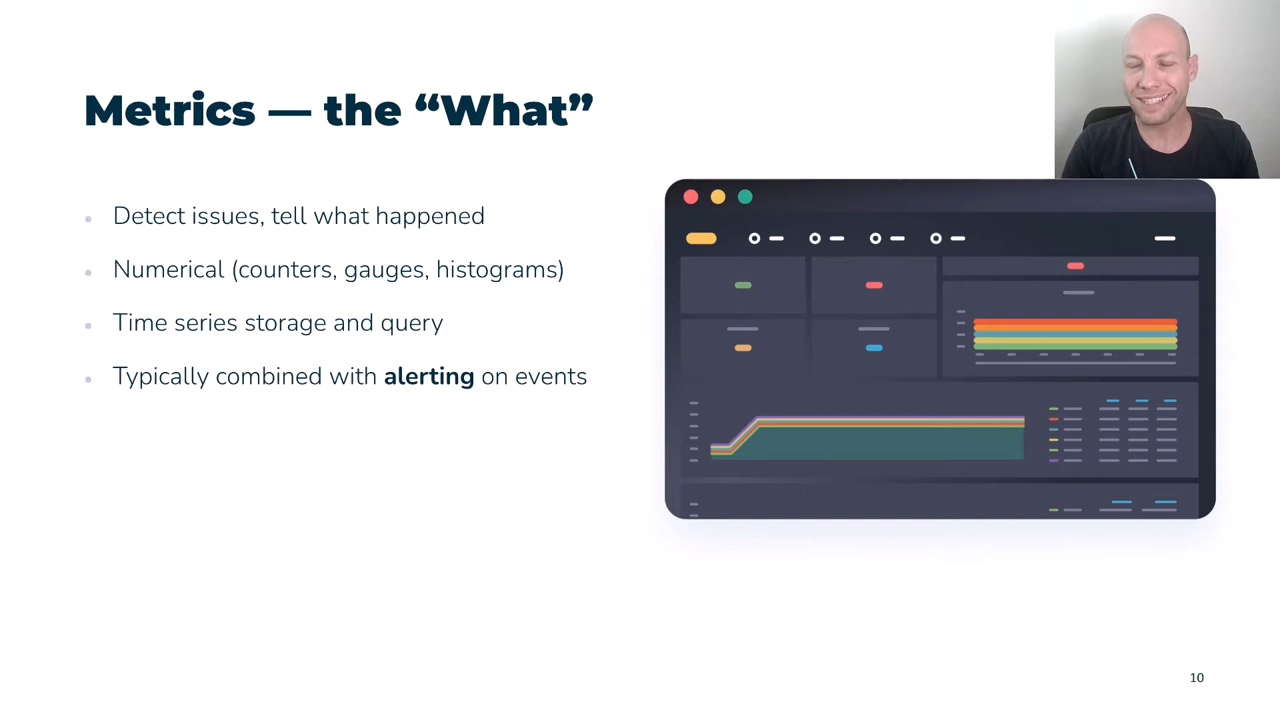 Metrics — the “What”
Detect issues, tell what happened
Numerical (counters, gauges, histograms)
Time series storage and query
Typically combined with alerting on events
10